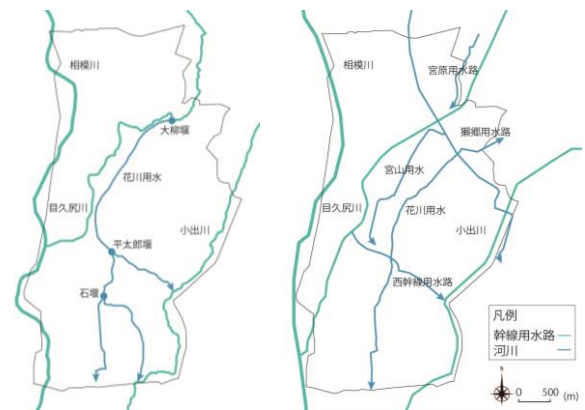 相模川
大柳堰
花川用水
目久尻川
小出川
平太郎堰
石堰
相模川
宮原用水路
獺郷用水路
宮山用水
花川用水
目久尻川
小出川
西幹線用水路
凡例
幹線用水路
河川
N
0 500 (m)